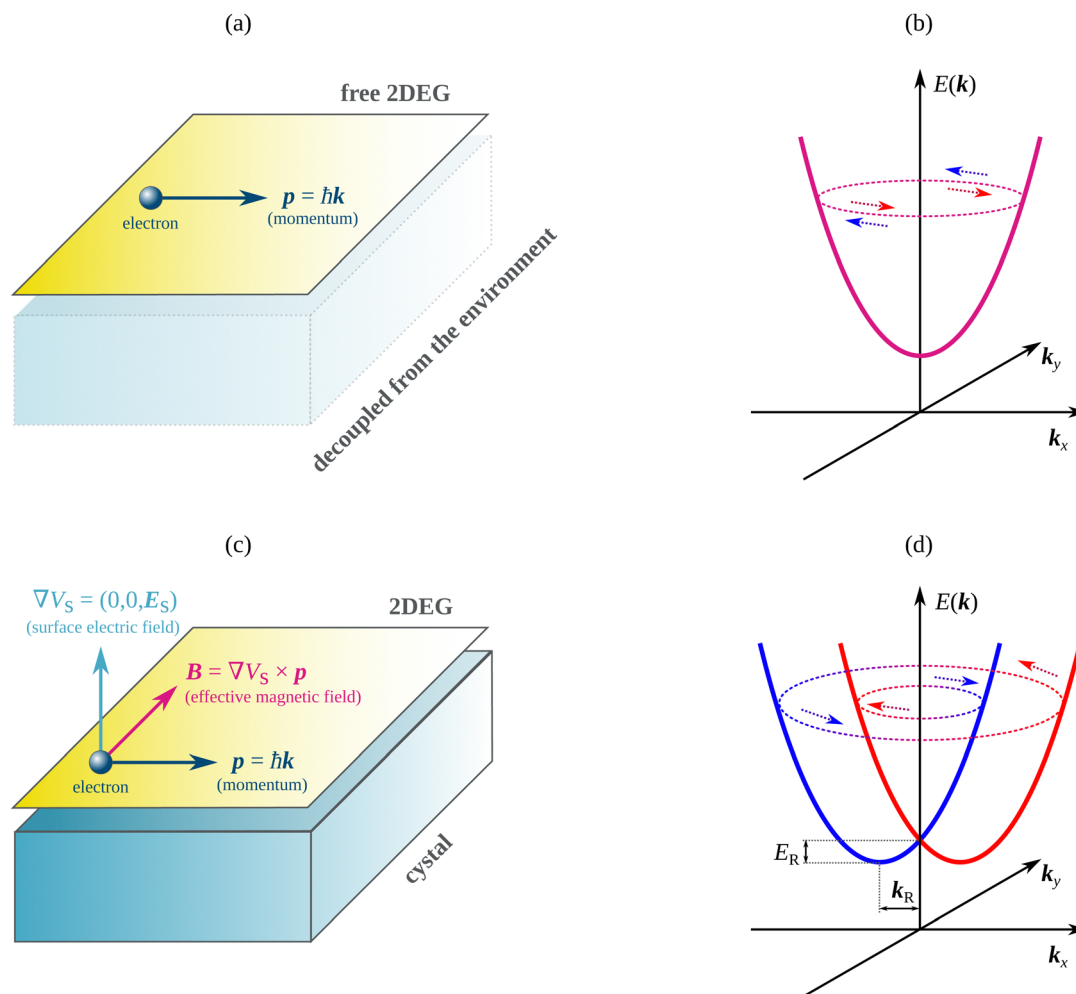 (a)
free 2DEG
p = ħk
(momentum)
electron
decoupled from the environment
(b)
E(k)
k_y
k_x
(c)
∇V_S = (0,0,E_S)
(surface electric field)
2DEG
B = ∇V_S × p
(effective magnetic field)
p = ħk
(momentum)
electron
cystal
(d)
E(k)
E_R
k_R
k_y
k_x